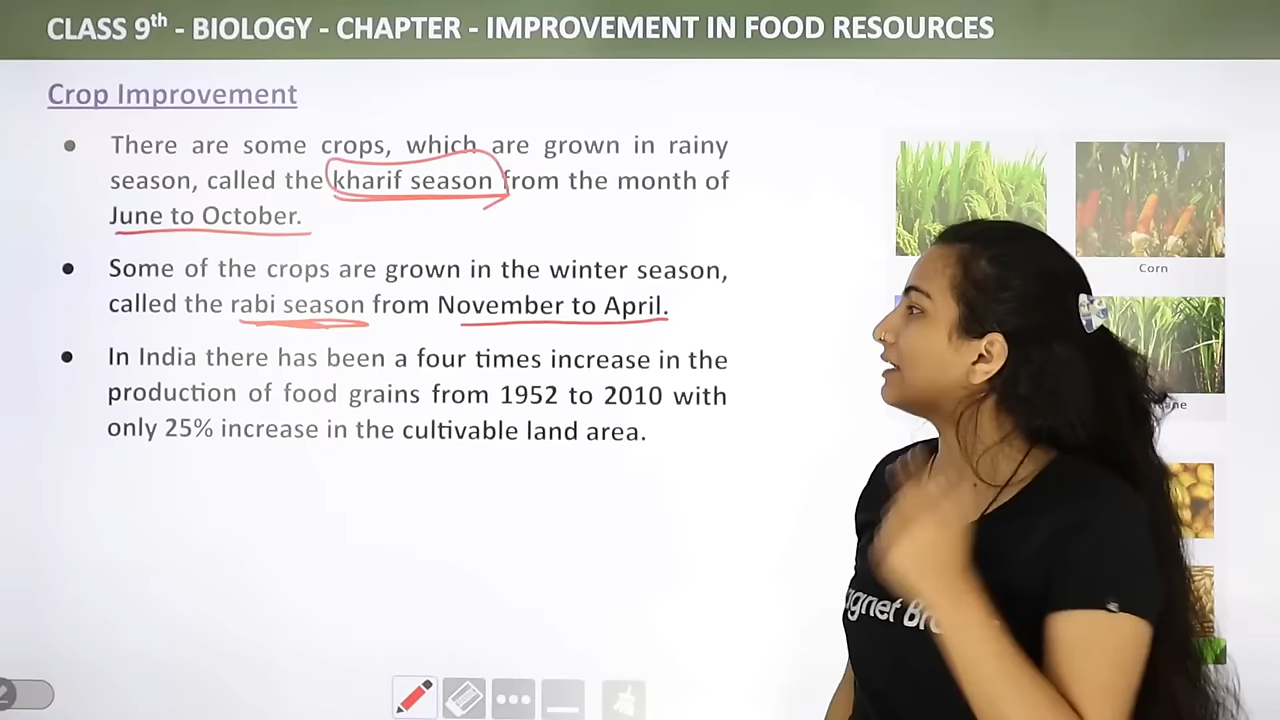 CLASS 9th - BIOLOGY - CHAPTER - IMPROVEMENT IN FOOD RESOURCES
Crop Improvement
• There are some crops, which are grown in rainy
season, called the kharif season from the month of
June to October.
• Some of the crops are grown in the winter season,
called the rabi season from November to April.
• In India there has been a four times increase in the
production of food grains from 1952 to 2010 with
only 25% increase in the cultivable land area.
Corn